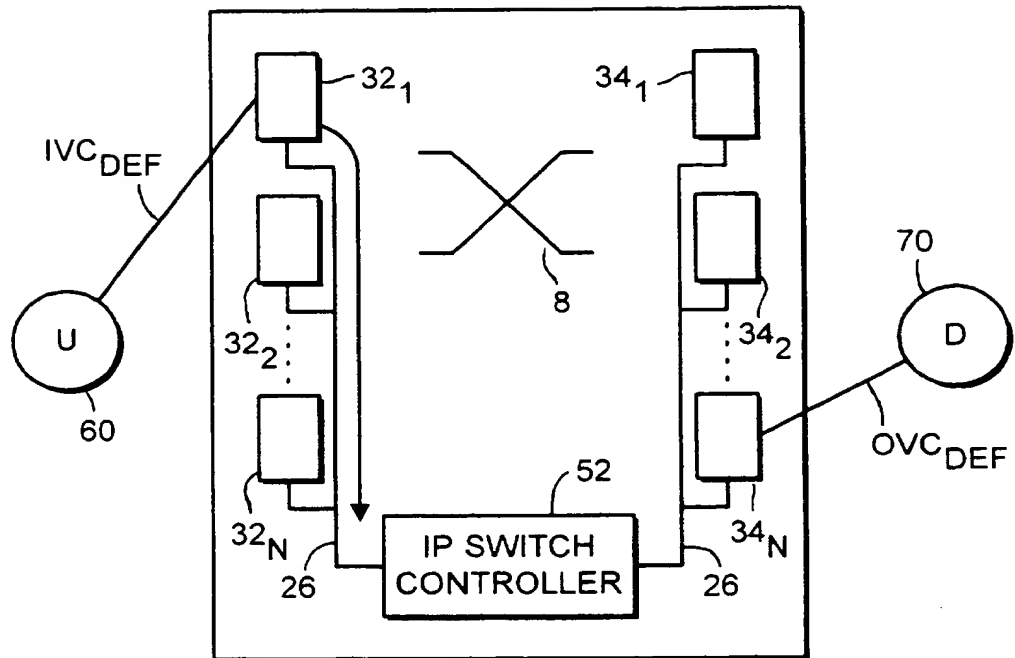 32₁
34₁
IVC_DEF
32₂
8
34₂
70
U
D
60
32_N
52
34_N
OVC_DEF
26
IP SWITCH
CONTROLLER
26